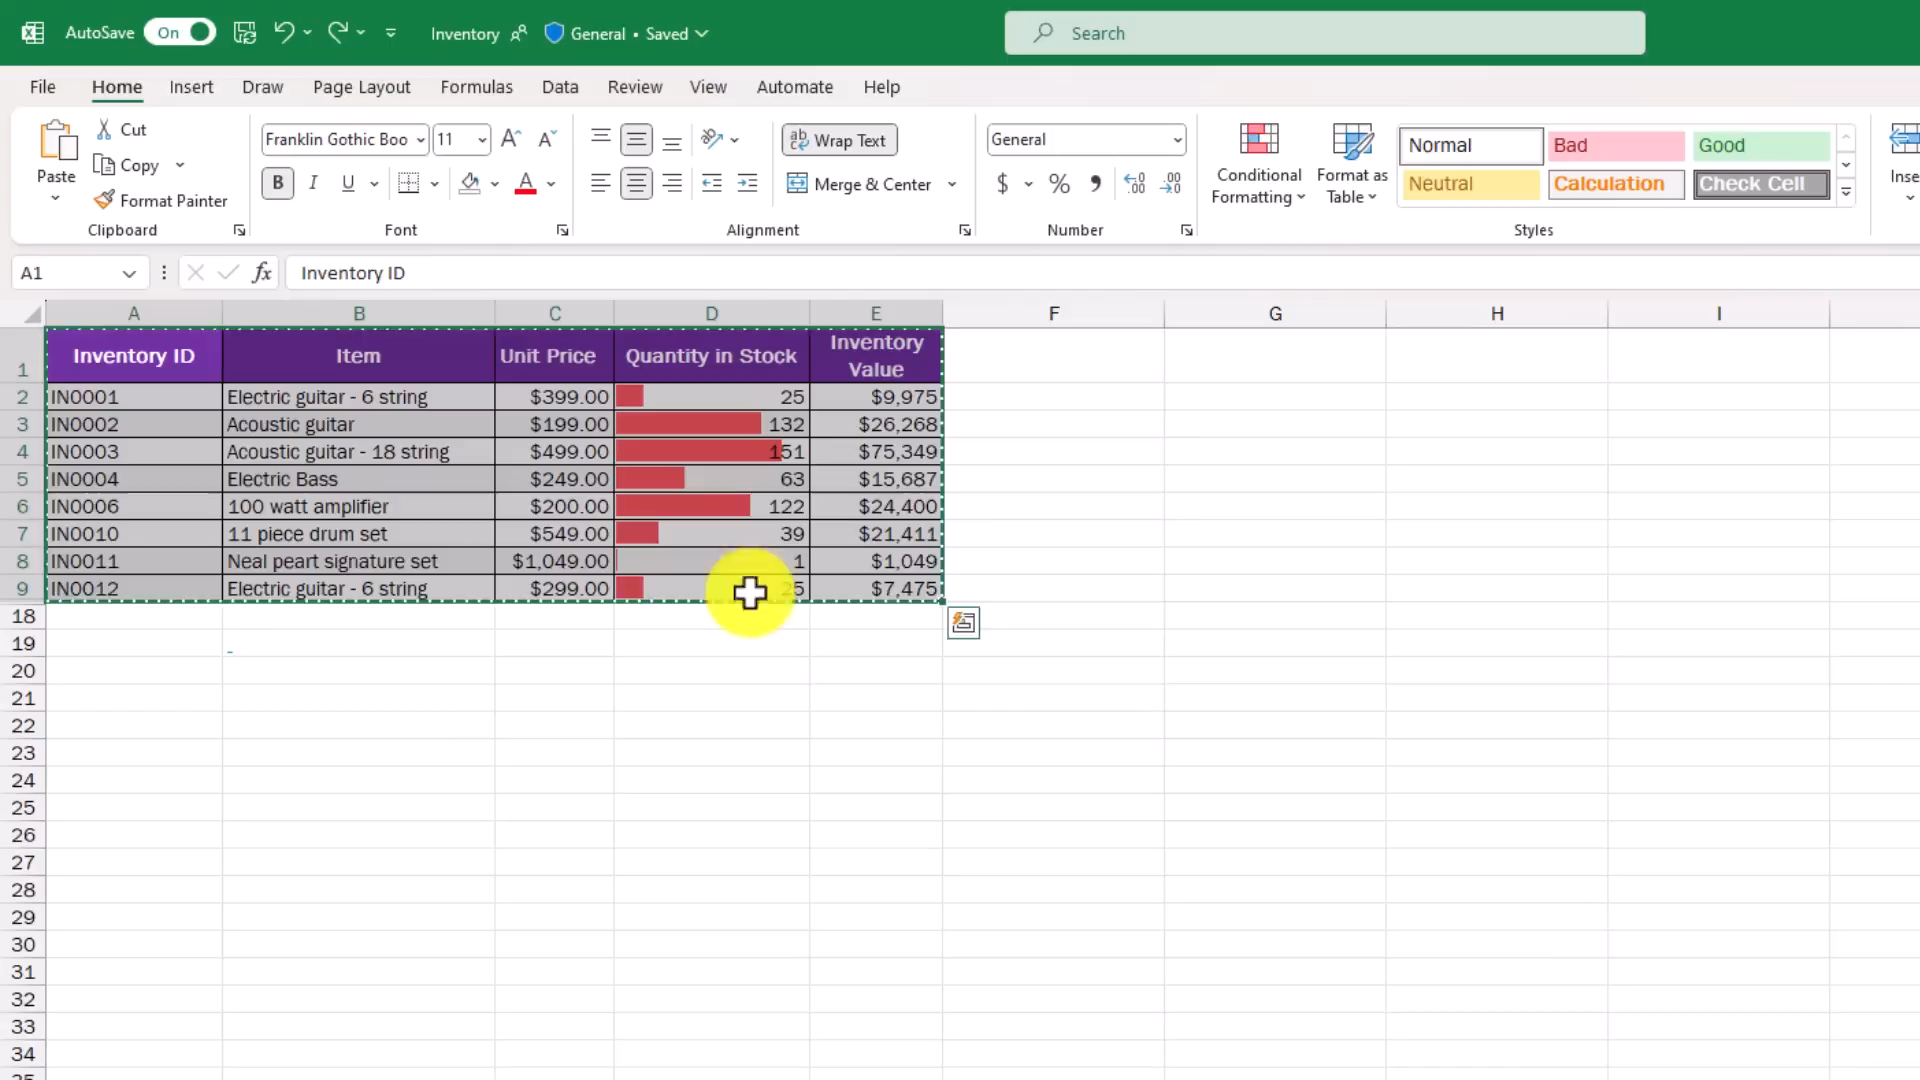 AutoSave On Inventory General • Saved Search
File Home Insert Draw Page Layout Formulas Data Review View Automate Help
Paste Cut Copy Format Painter
Clipboard
Franklin Gothic Boo 11
B I U A
Font
Wrap Text
Merge & Center
Alignment
General
$ % 9
Number
Conditional Formatting
Format as Table
Normal Bad Good
Neutral Calculation Check Cell
Styles
Inse
A1 fx Inventory ID
A B C D E F G H I
1 Inventory ID Item Unit Price Quantity in Stock Inventory Value
2 IN0001 Electric guitar - 6 string $399.00 25 $9,975
3 IN0002 Acoustic guitar $199.00 132 $26,268
4 IN0003 Acoustic guitar - 18 string $499.00 151 $75,349
5 IN0004 Electric Bass $249.00 63 $15,687
6 IN0006 100 watt amplifier $200.00 122 $24,400
7 IN0010 11 piece drum set $549.00 39 $21,411
8 IN0011 Neal peart signature set $1,049.00 1 $1,049
9 IN0012 Electric guitar - 6 string $299.00 25 $7,475
18
19
20
21
22
23
24
25
26
27
28
29
30
31
32
33
34